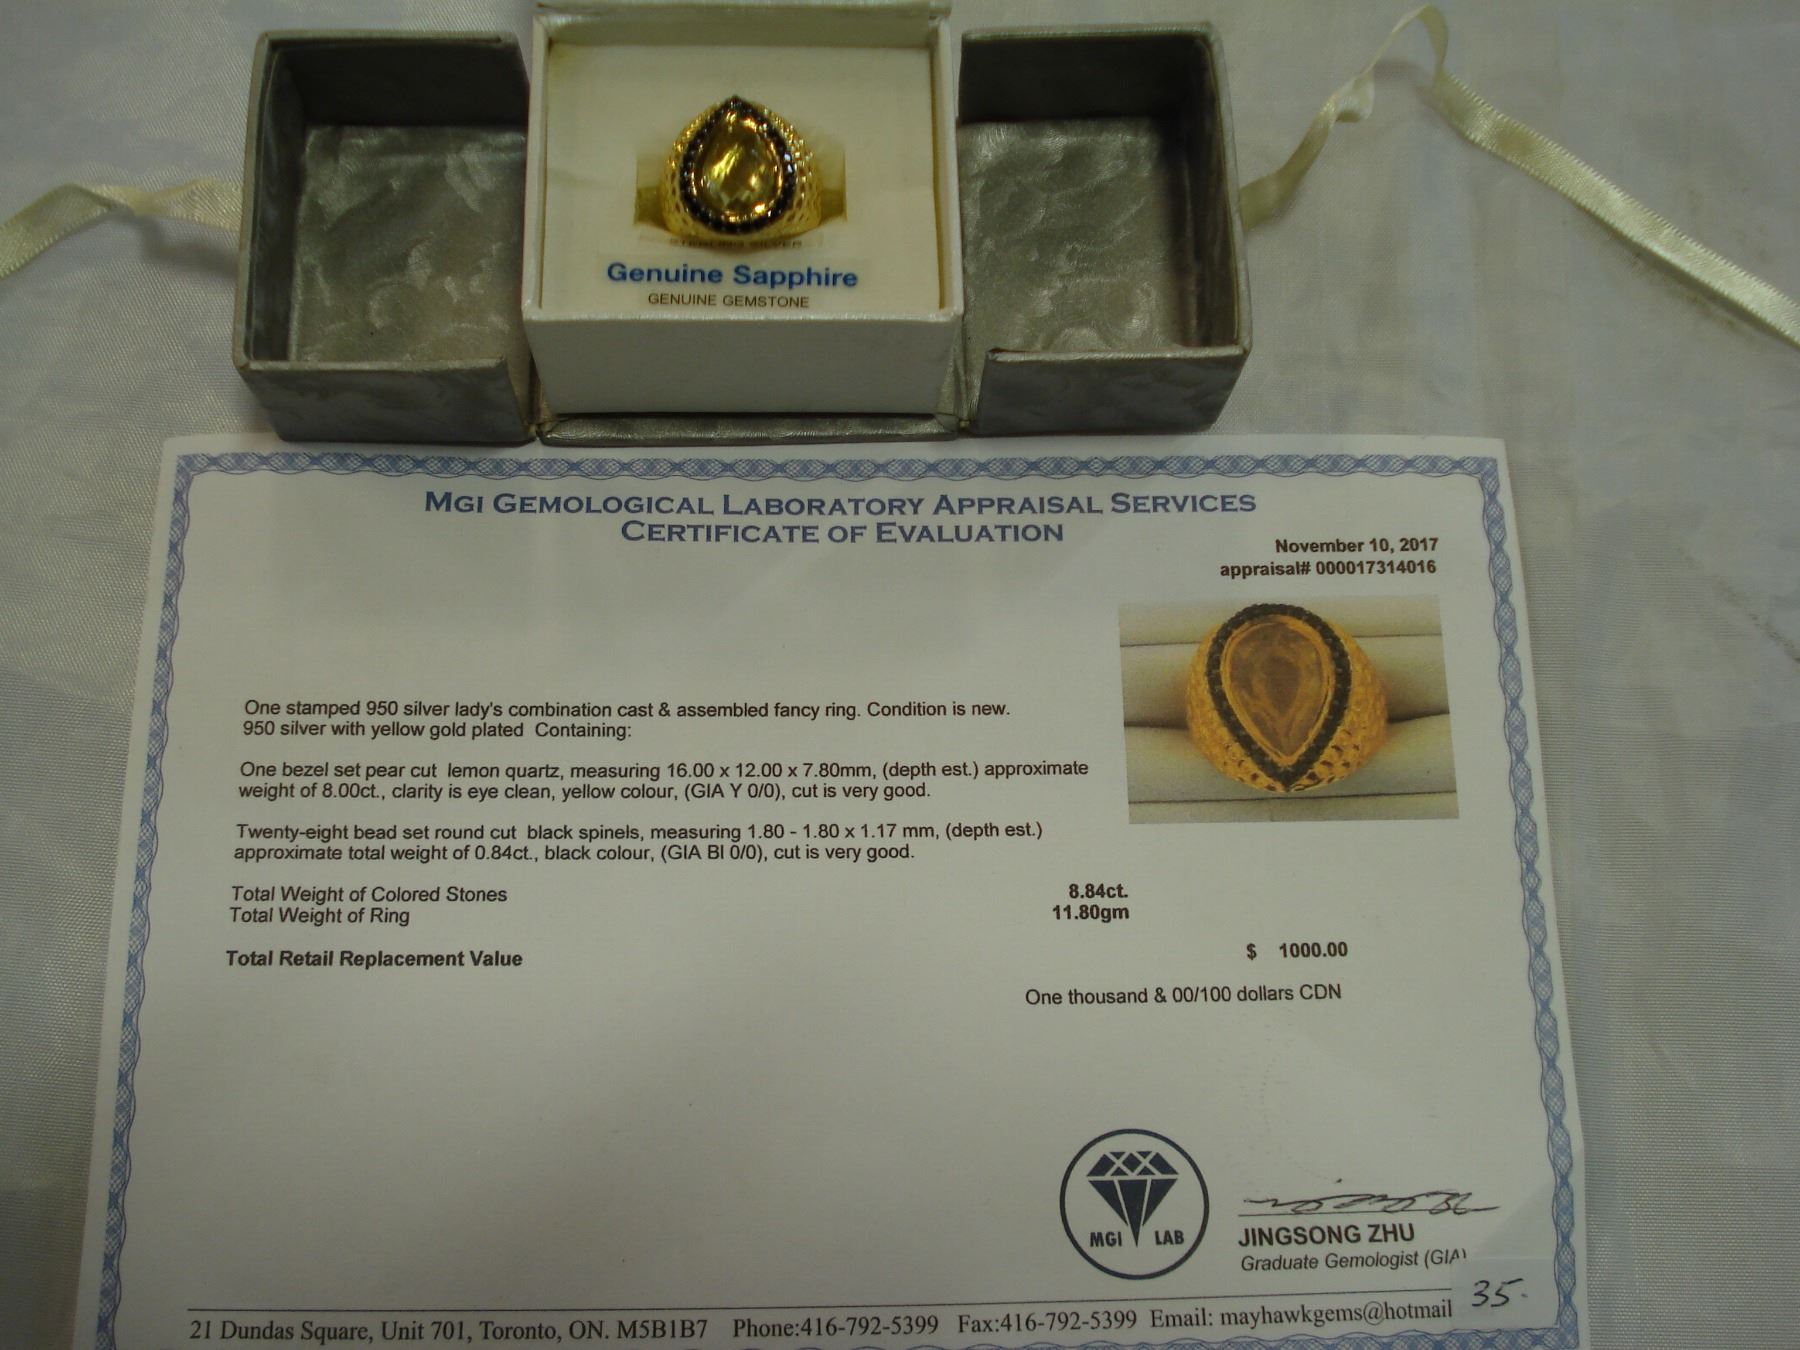 STERLING SILVER
Genuine Sapphire
GENUINE GEMSTONE
MGI GEMOLOGICAL LABORATORY APPRAISAL SERVICES
CERTIFICATE OF EVALUATION
November 10, 2017
appraisal# 000017314016
One stamped 950 silver lady's combination cast & assembled fancy ring. Condition is new.
950 silver with yellow gold plated Containing:
One bezel set pear cut lemon quartz, measuring 16.00 x 12.00 x 7.80mm, (depth est.) approximate
weight of 8.00ct., clarity is eye clean, yellow colour, (GIA Y 0/0), cut is very good.
Twenty-eight bead set round cut black spinels, measuring 1.80 - 1.80 x 1.17 mm, (depth est.)
approximate total weight of 0.84ct., black colour, (GIA Bl 0/0), cut is very good.
Total Weight of Colored Stones 8.84ct.
Total Weight of Ring 11.80gm
Total Retail Replacement Value $ 1000.00
One thousand & 00/100 dollars CDN
MGI LAB
JINGSONG ZHU
Graduate Gemologist (GIA)
35-
21 Dundas Square, Unit 701, Toronto, ON. M5B1B7 Phone:416-792-5399 Fax:416-792-5399 Email: mayhawkgems@hotmail